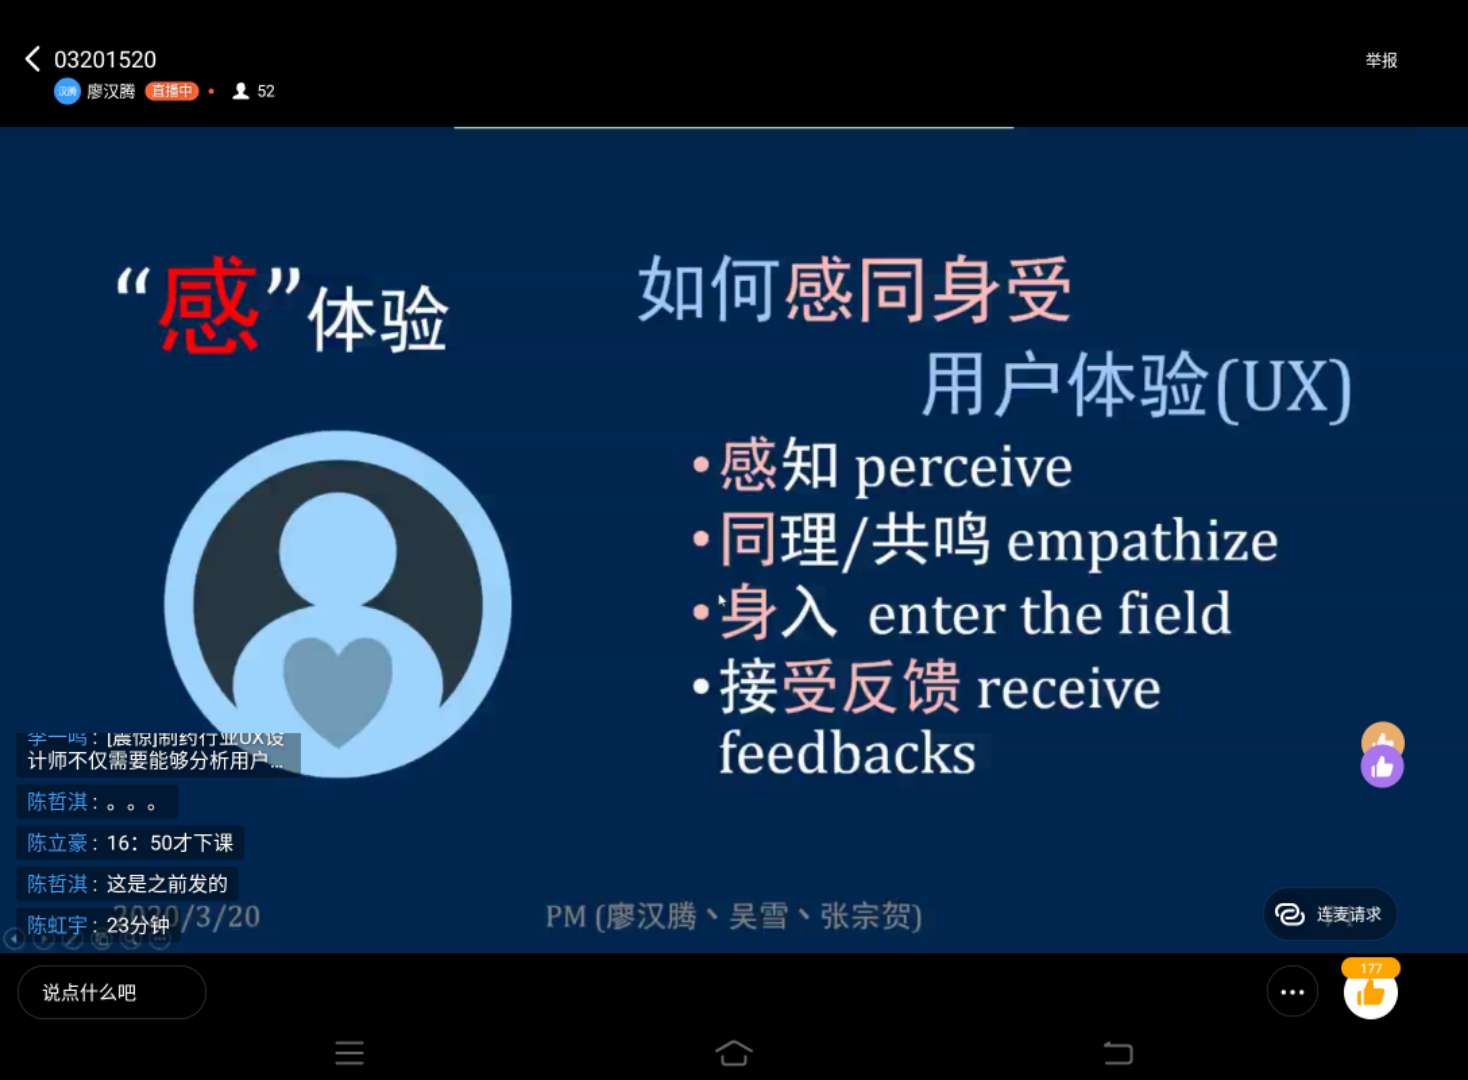 03201520
举报
汉腾 廖汉腾 直播中 52
“感”体验
如何感同身受
用户体验(UX)
•感知 perceive
•同理/共鸣 empathize
•身入 enter the field
•接受反馈 receive
feedbacks
李一鸣：[震惊]制药行业UX设
计师不仅需要能够分析用户...
陈哲淇：。。。
陈立豪：16：50才下课
陈哲淇：这是之前发的
陈虹宇：23分钟
2020/3/20
PM (廖汉腾、吴雪、张宗贺)
连麦请求
说点什么吧
177